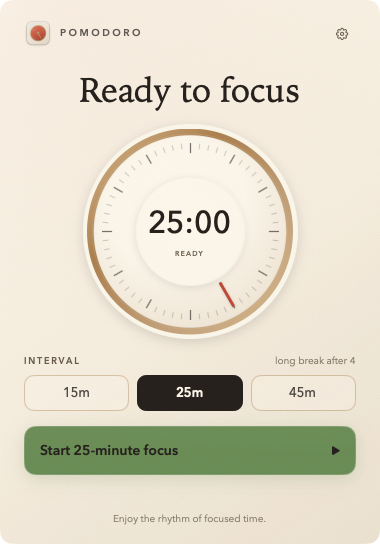 POMODORO
Ready to focus
25:00
READY
INTERVAL long break after 4
15m 25m 45m
Start 25-minute focus
Enjoy the rhythm of focused time.